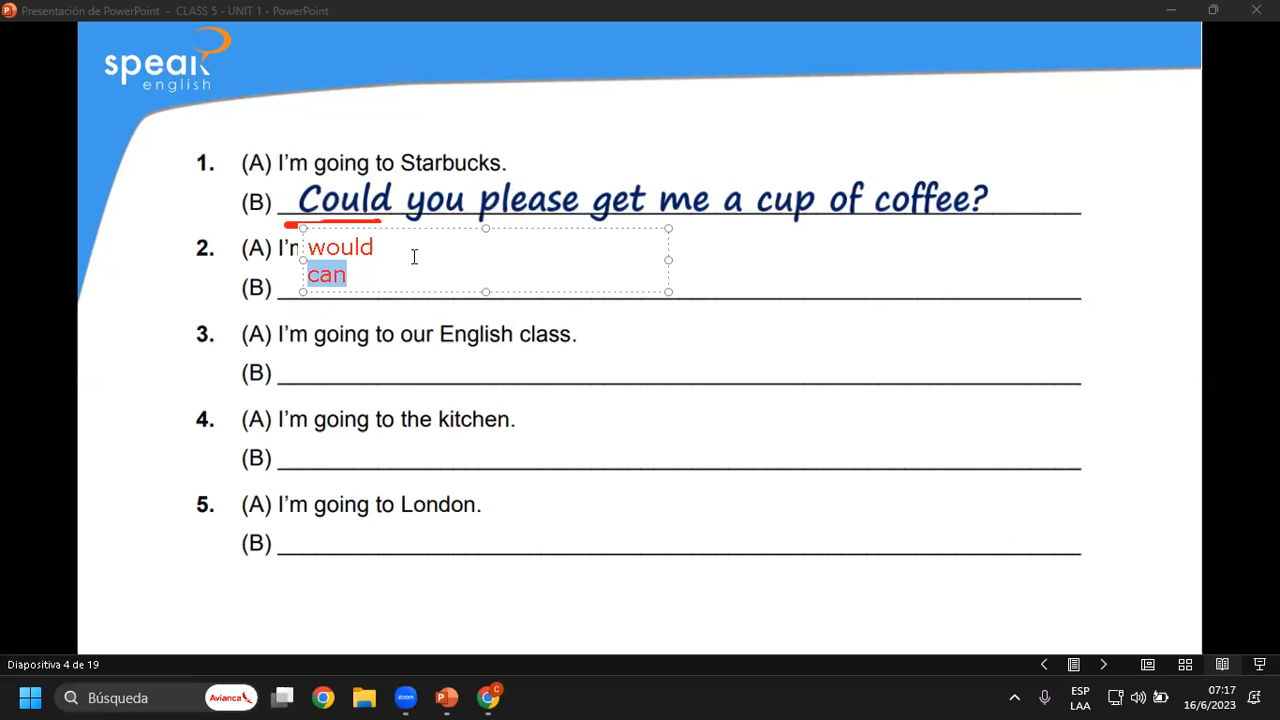 Presentación de PowerPoint - CLASS 5 - UNIT 1 - PowerPoint
speak
english
1. (A) I'm going to Starbucks.
(B) Could you please get me a cup of coffee?
2. (A) I'm
would
can
(B)
3. (A) I'm going to our English class.
(B)
4. (A) I'm going to the kitchen.
(B)
5. (A) I'm going to London.
(B)
Diapositiva 4 de 19
Búsqueda
Avianca
zoom
C
ESP
LAA
07:17
16/6/2023